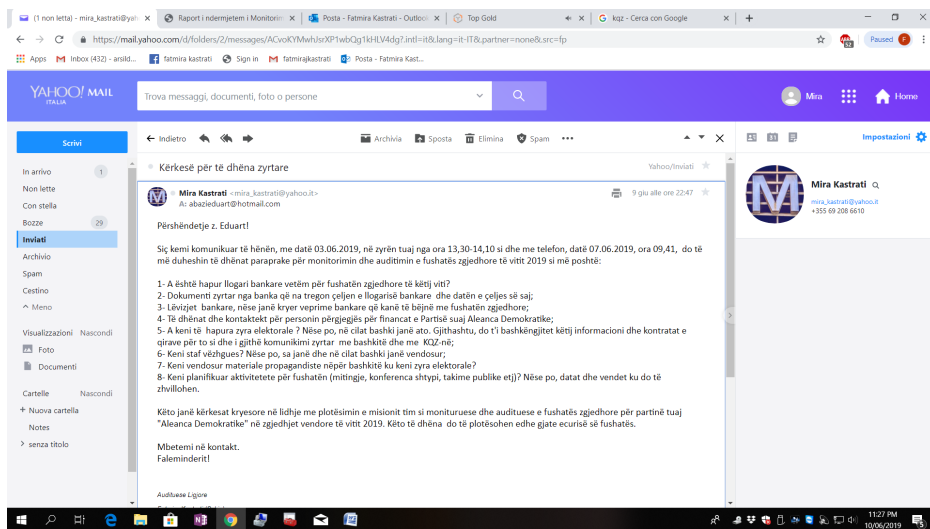 (1 non letta) - mira_kastrati@yah
Raport i ndermjetem i Monitorim
Posta - Fatmira Kastrati - Outlook
Top Gold
kqz - Cerca con Google
https://mail.yahoo.com/d/folders/2/messages/ACvoKYMwhJsrXP1wbQg1kHLV4dg?.intl=it&.lang=it-IT&.partner=none&.src=fp
52
Paused
F
Apps
Inbox (432) - arsild...
fatmira kastrati
Sign in
fatmirajkastrati
Posta - Fatmira Kast...
YAHOO! MAIL
ITALIA
Trova messaggi, documenti, foto o persone
Mira
Home
Scrivi
In arrivo 1
Non lette
Con stella
Bozze 29
Inviati
Archivio
Spam
Cestino
Meno
Visualizzazioni Nascondi
Foto
Documenti
Cartelle Nascondi
+ Nuova cartella
Notes
senza titolo
Indietro
Archivia
Sposta
Elimina
Spam
Kërkesë për të dhëna zyrtare
Yahoo/Inviati
Mira Kastrati <mira_kastrati@yahoo.it>
A: abazieduart@hotmail.com
9 giu alle ore 22:47
Përshëndetje z. Eduart!
Siç kemi komunikuar të hënën, me datë 03.06.2019, në zyrën tuaj nga ora 13,30-14,10 si dhe me telefon, datë 07.06.2019, ora 09,41, do të
më duheshin të dhënat paraprake për monitorimin dhe auditimin e fushatës zgjedhore të vitit 2019 si më poshtë:
1- A është hapur llogari bankare vetëm për fushatën zgjedhore të këtij viti?
2- Dokumenti zyrtar nga banka që na tregon çeljen e llogarisë bankare dhe datën e çeljes së saj;
3- Lëvizjet bankare, nëse janë kryer veprime bankare që kanë të bëjnë me fushatën zgjedhore;
4- Të dhënat dhe kontaktekt për personin përgjegjës për financat e Partisë suaj Aleanca Demokratike;
5- A keni të hapura zyra elektorale ? Nëse po, në cilat bashki janë ato. Gjithashtu, do t'i bashkëngjitet këtij informacioni dhe kontratat e
qirave për to si dhe i gjithë komunikimi zyrtar me bashkitë dhe me KQZ-në;
6- Keni staf vëzhgues? Nëse po, sa janë dhe në cilat bashki janë vendosur;
7- Keni vendosur materiale propagandiste nëpër bashkitë ku keni zyra elektorale?
8- Keni planifikuar aktivitetete për fushatën (mitingje, konferenca shtypi, takime publike etj)? Nëse po, datat dhe vendet ku do të
zhvillohen.
Këto janë kërkesat kryesore në lidhje me plotësimin e misionit tim si monituruese dhe audituese e fushatës zgjedhore për partinë tuaj
"Aleanca Demokratike" në zgjedhjet vendore të vitit 2019. Këto të dhëna do të plotësohen edhe gjate ecurisë së fushatës.
Mbetemi në kontakt.
Faleminderit!
Audituese Ligjore
Impostazioni
Mira Kastrati
mira_kastrati@yahoo.it
+355 69 208 6610
11:27 PM
10/06/2019